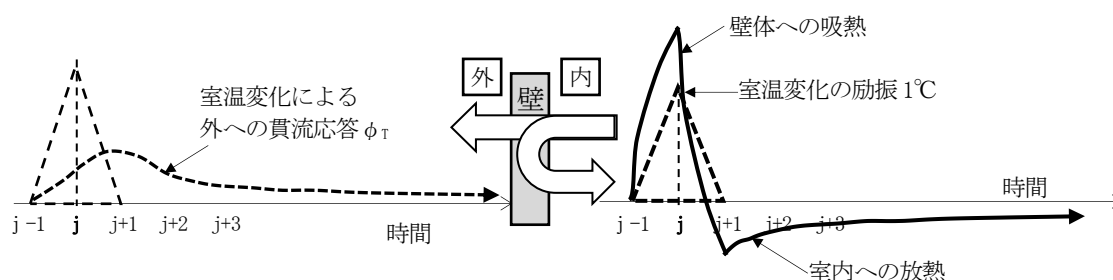 室温変化による
外への貫流応答φT
j -1 j j+1 j+2 j+3
時間
外
壁
内
壁体への吸熱
室温変化の励振 1℃
時間
j -1 j j+1 j+2 j+3
室内への放熱